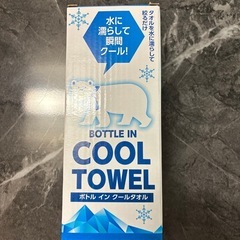 水に
濡らして
瞬間
クール!
タオルを水に濡らして
絞るだけ
BOTTLE IN
COOL
TOWEL
ボトル イン クールタオル